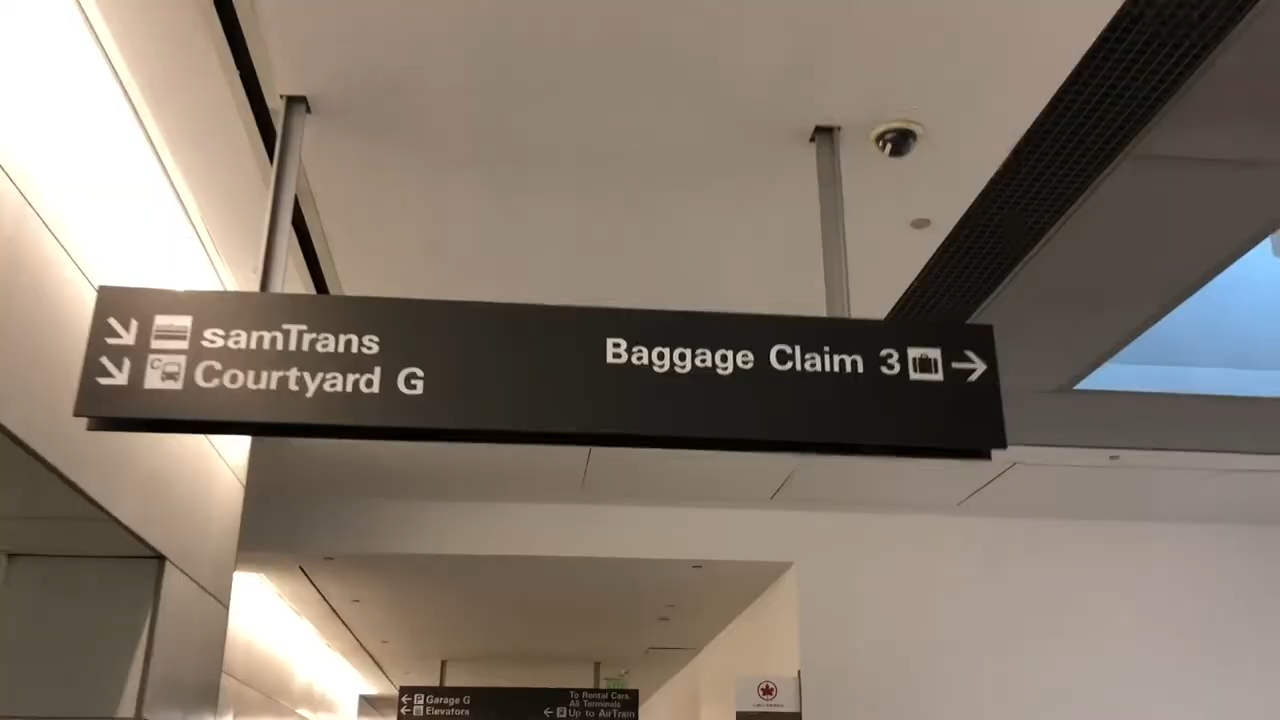 samTrans
Courtyard G
Baggage Claim 3
Garage G
Elevators
To Rental Cars,
All Terminals
Up to AirTrain